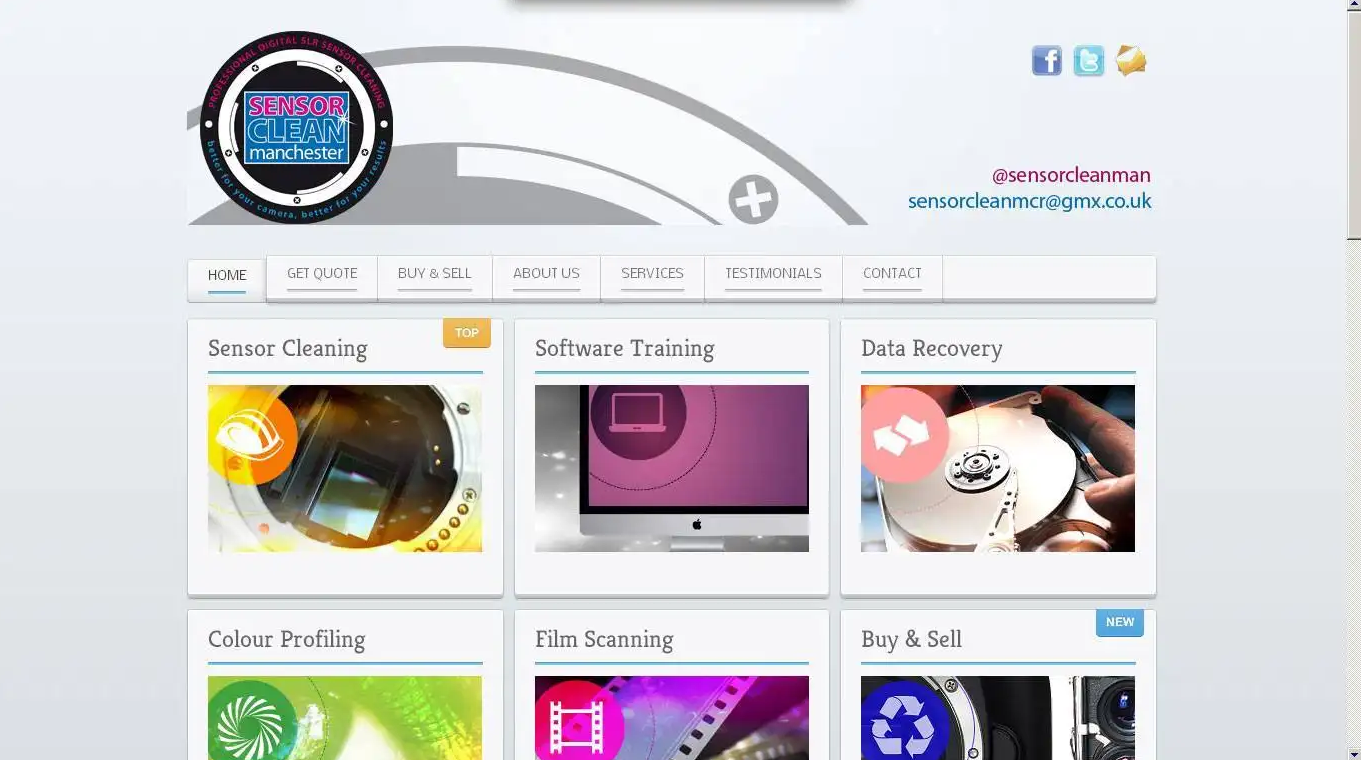 PROFESSIONAL DIGITAL SLR SENSOR CLEANING
SENSOR
CLEAN
manchester
better for your camera, better for your results
@sensorcleanman
sensorcleanmcr@gmx.co.uk
HOME
GET QUOTE
BUY & SELL
ABOUT US
SERVICES
TESTIMONIALS
CONTACT
Sensor Cleaning
TOP
Software Training
Data Recovery
Colour Profiling
Film Scanning
Buy & Sell
NEW